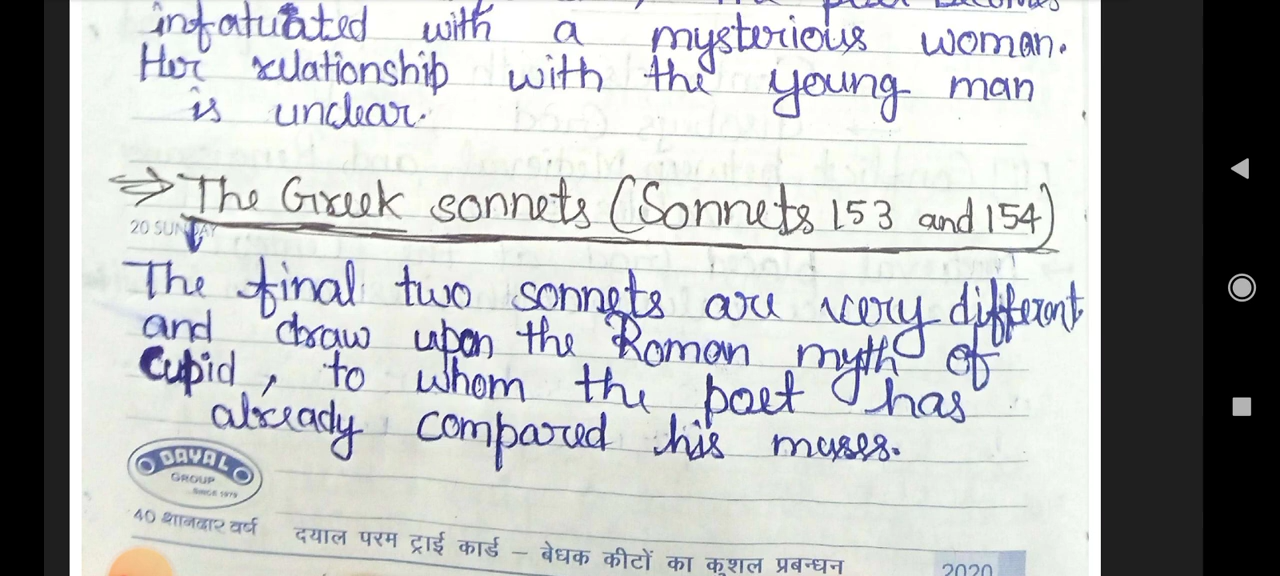 infatuated with a mysterious woman.
Her relationship with the young man
is unclear.
⇒ The Greek sonnets (Sonnets 153 and 154)
20 SUNDAY
The final two sonnets are very different
and draw upon the Roman myth of
Cupid, to whom the poet has
already compared his muses.
DAYAL
GROUP
SINCE 1979
40 शानदार वर्ष
दयाल परम ट्राई कार्ड – बेधक कीटों का कुशल प्रबन्धन
2020